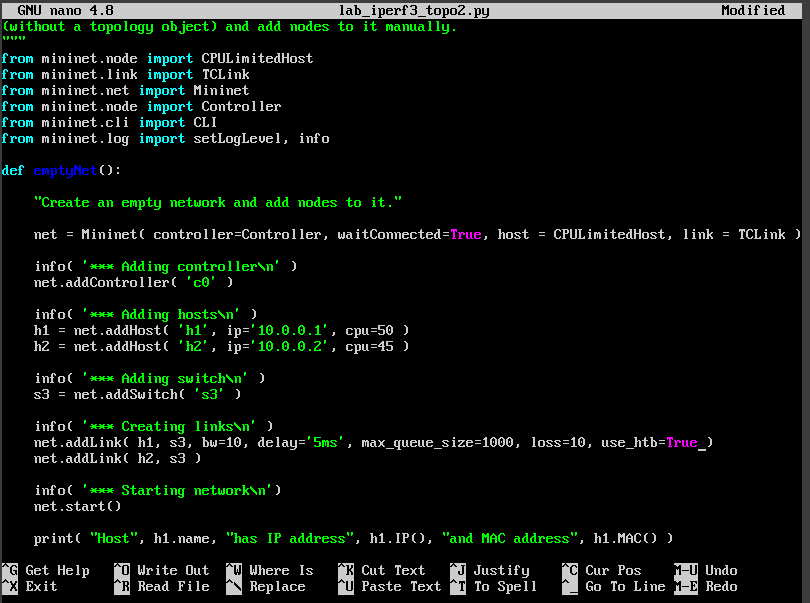 GNU nano 4.8 lab_iperf3_topo2.py Modified
(without a topology object) and add nodes to it manually.
"""
from mininet.node import CPULimitedHost
from mininet.link import TCLink
from mininet.net import Mininet
from mininet.node import Controller
from mininet.cli import CLI
from mininet.log import setLogLevel, info
def emptyNet():
"Create an empty network and add nodes to it."
net = Mininet( controller=Controller, waitConnected=True, host = CPULimitedHost, link = TCLink )
info( '*** Adding controller\n' )
net.addController( 'c0' )
info( '*** Adding hosts\n' )
h1 = net.addHost( 'h1', ip='10.0.0.1', cpu=50 )
h2 = net.addHost( 'h2', ip='10.0.0.2', cpu=45 )
info( '*** Adding switch\n' )
s3 = net.addSwitch( 's3' )
info( '*** Creating links\n' )
net.addLink( h1, s3, bw=10, delay='5ms', max_queue_size=1000, loss=10, use_htb=True )
net.addLink( h2, s3 )
info( '*** Starting network\n')
net.start()
print( "Host", h1.name, "has IP address", h1.IP(), "and MAC address", h1.MAC() )
^G Get Help ^O Write Out ^W Where Is ^K Cut Text ^J Justify ^C Cur Pos M-U Undo
^X Exit ^R Read File ^\ Replace ^U Paste Text ^T To Spell ^_ Go To Line M-E Redo